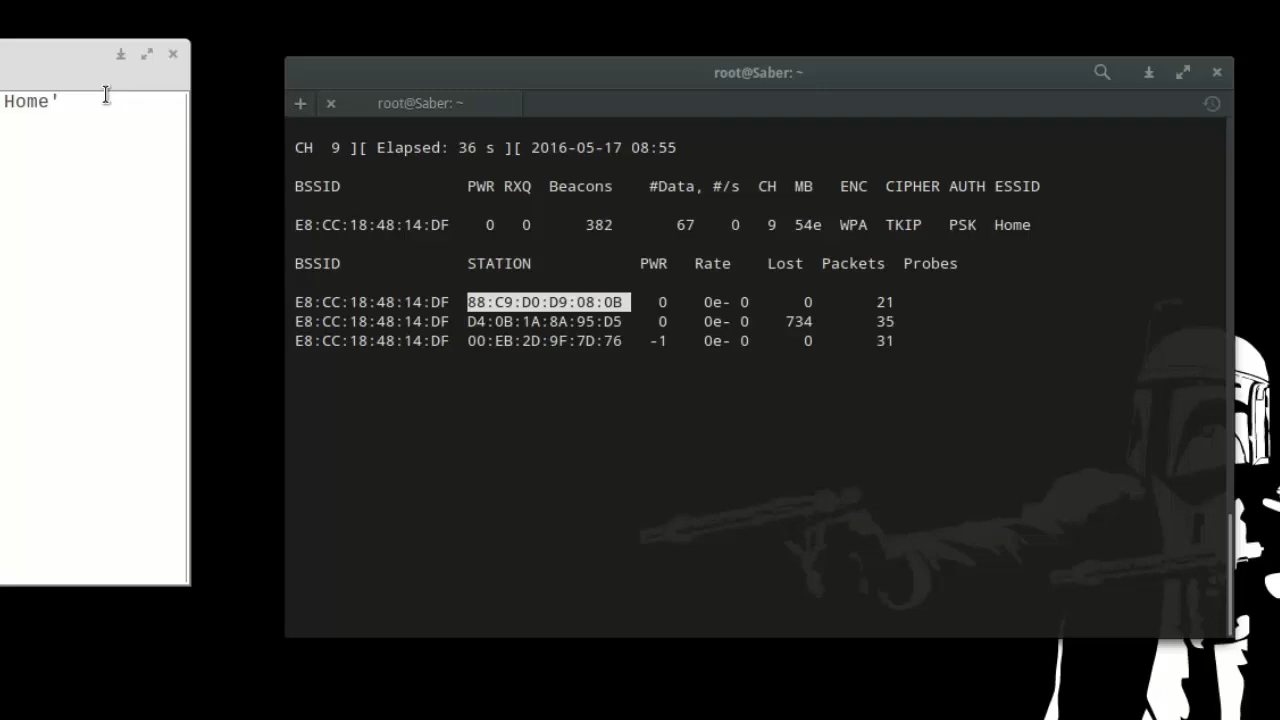 Home'
root@Saber: ~
root@Saber: ~
CH 9 ][ Elapsed: 36 s ][ 2016-05-17 08:55
BSSID PWR RXQ Beacons #Data, #/s CH MB ENC CIPHER AUTH ESSID
E8:CC:18:48:14:DF 0 0 382 67 0 9 54e WPA TKIP PSK Home
BSSID STATION PWR Rate Lost Packets Probes
E8:CC:18:48:14:DF 88:C9:D0:D9:08:0B 0 0e- 0 0 21
E8:CC:18:48:14:DF D4:0B:1A:8A:95:D5 0 0e- 0 734 35
E8:CC:18:48:14:DF 00:EB:2D:9F:7D:76 -1 0e- 0 0 31